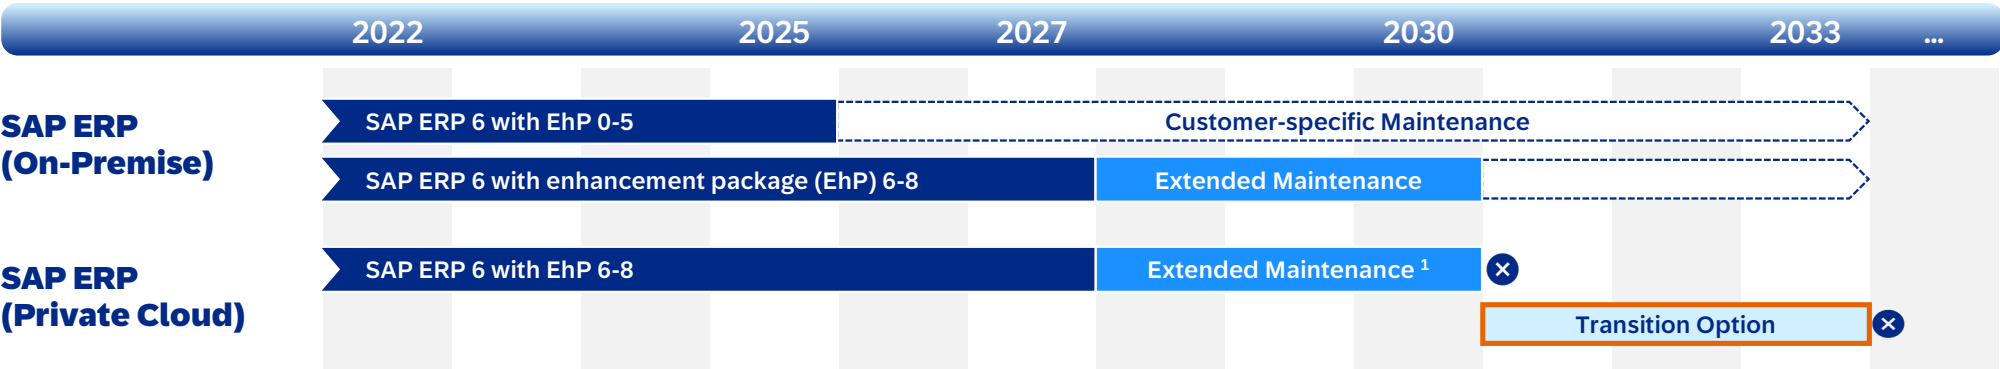 2022 2025 2027 2030 2033 ...
SAP ERP
(On-Premise)
SAP ERP 6 with EhP 0-5
Customer-specific Maintenance
SAP ERP 6 with enhancement package (EhP) 6-8
Extended Maintenance
SAP ERP
(Private Cloud)
SAP ERP 6 with EhP 6-8
Extended Maintenance ¹
Transition Option